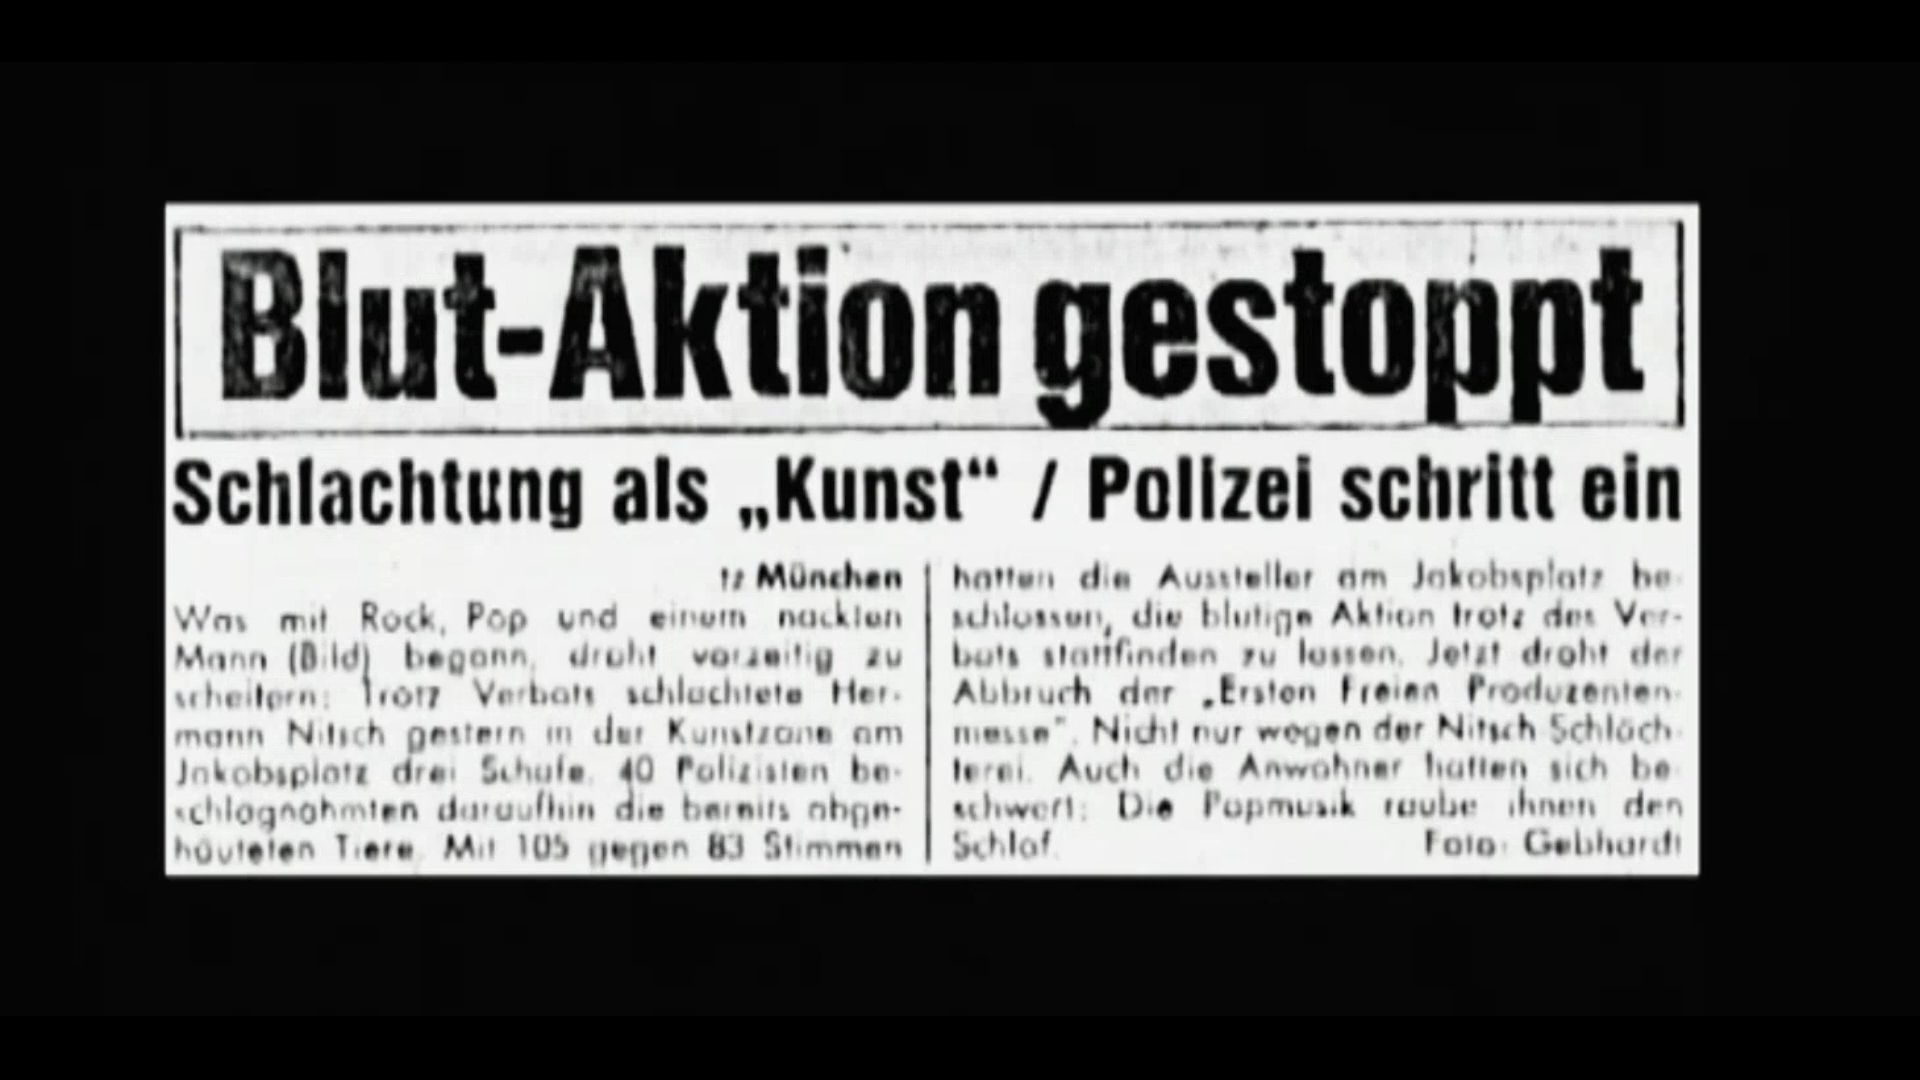 Blut-Aktion gestoppt
Schlachtung als „Kunst“ / Polizei schritt ein
tz München
Was mit Rock, Pop und einem nackten
Mann (Bild) begann, droht vorzeitig zu
scheitern: Trotz Verbots schlachtete Her-
mann Nitsch gestern in der Kunstzone am
Jakobsplatz drei Schafe. 40 Polizisten be-
schlagnahmten daraufhin die bereits abge-
häuteten Tiere. Mit 105 gegen 83 Stimmen
hatten die Aussteller am Jakobsplatz be-
schlossen, die blutige Aktion trotz des Ver-
bots stattfinden zu lassen. Jetzt droht der
Abbruch der „Ersten Freien Produzenten-
messe“. Nicht nur wegen der Nitsch-Schläch-
terei. Auch die Anwohner hatten sich be-
schwert: Die Popmusik raube ihnen den
Schlaf.
Foto: Gebhardt